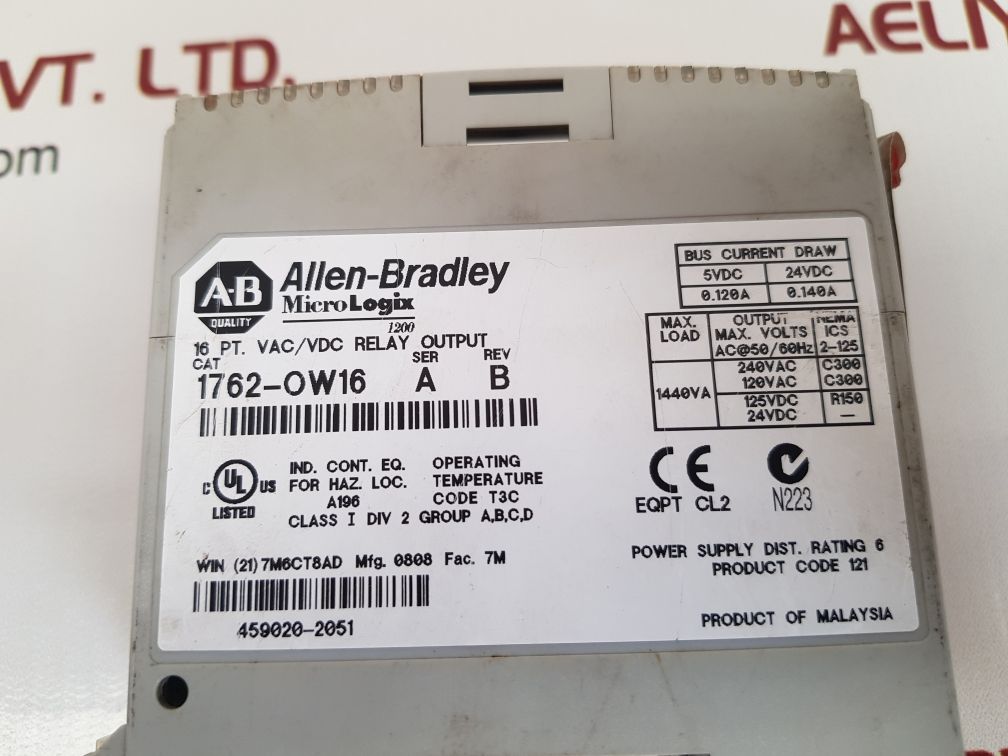 VT. LTD.
AELN
om
A-B
QUALITY
Allen-Bradley
MicroLogix
1200
16 PT. VAC/VDC RELAY OUTPUT
CAT SER REV
1762-OW16 A B
BUS CURRENT DRAW
5VDC 24VDC
0.120A 0.140A
MAX. LOAD OUTPUT MAX. VOLTS AC@50/60Hz NEMA ICS 2-125
1440VA 240VAC C300
120VAC C300
125VDC R150
24VDC —
C UL US
LISTED
IND. CONT. EQ.
FOR HAZ. LOC.
A196
OPERATING
TEMPERATURE
CODE T3C
CLASS I DIV 2 GROUP A,B,C,D
CE
EQPT CL2
N223
WIN (21) 7M6CT8AD Mfg. 0808 Fac. 7M
459020-2051
POWER SUPPLY DIST. RATING 6
PRODUCT CODE 121
PRODUCT OF MALAYSIA